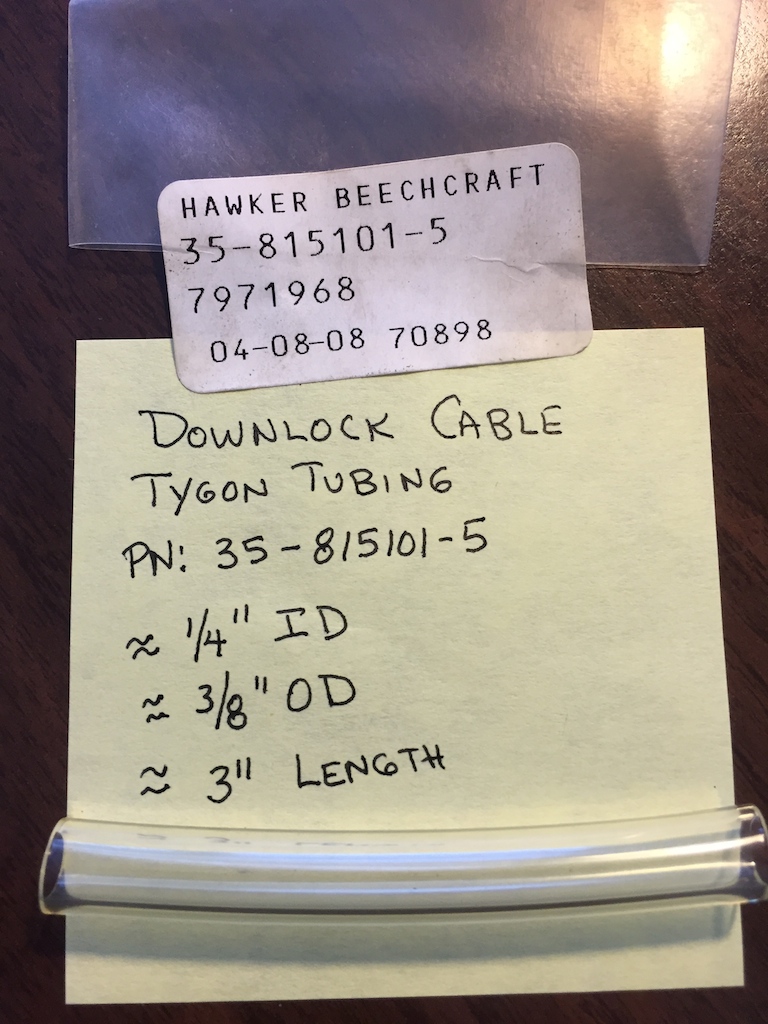 HAWKER BEECHCRAFT
35-815101-5
7971968
04-08-08 70898
DOWNLOCK CABLE
TYGON TUBING
PN: 35-815101-5
≈ 1/4" ID
≈ 3/8" OD
≈ 3" LENGTH